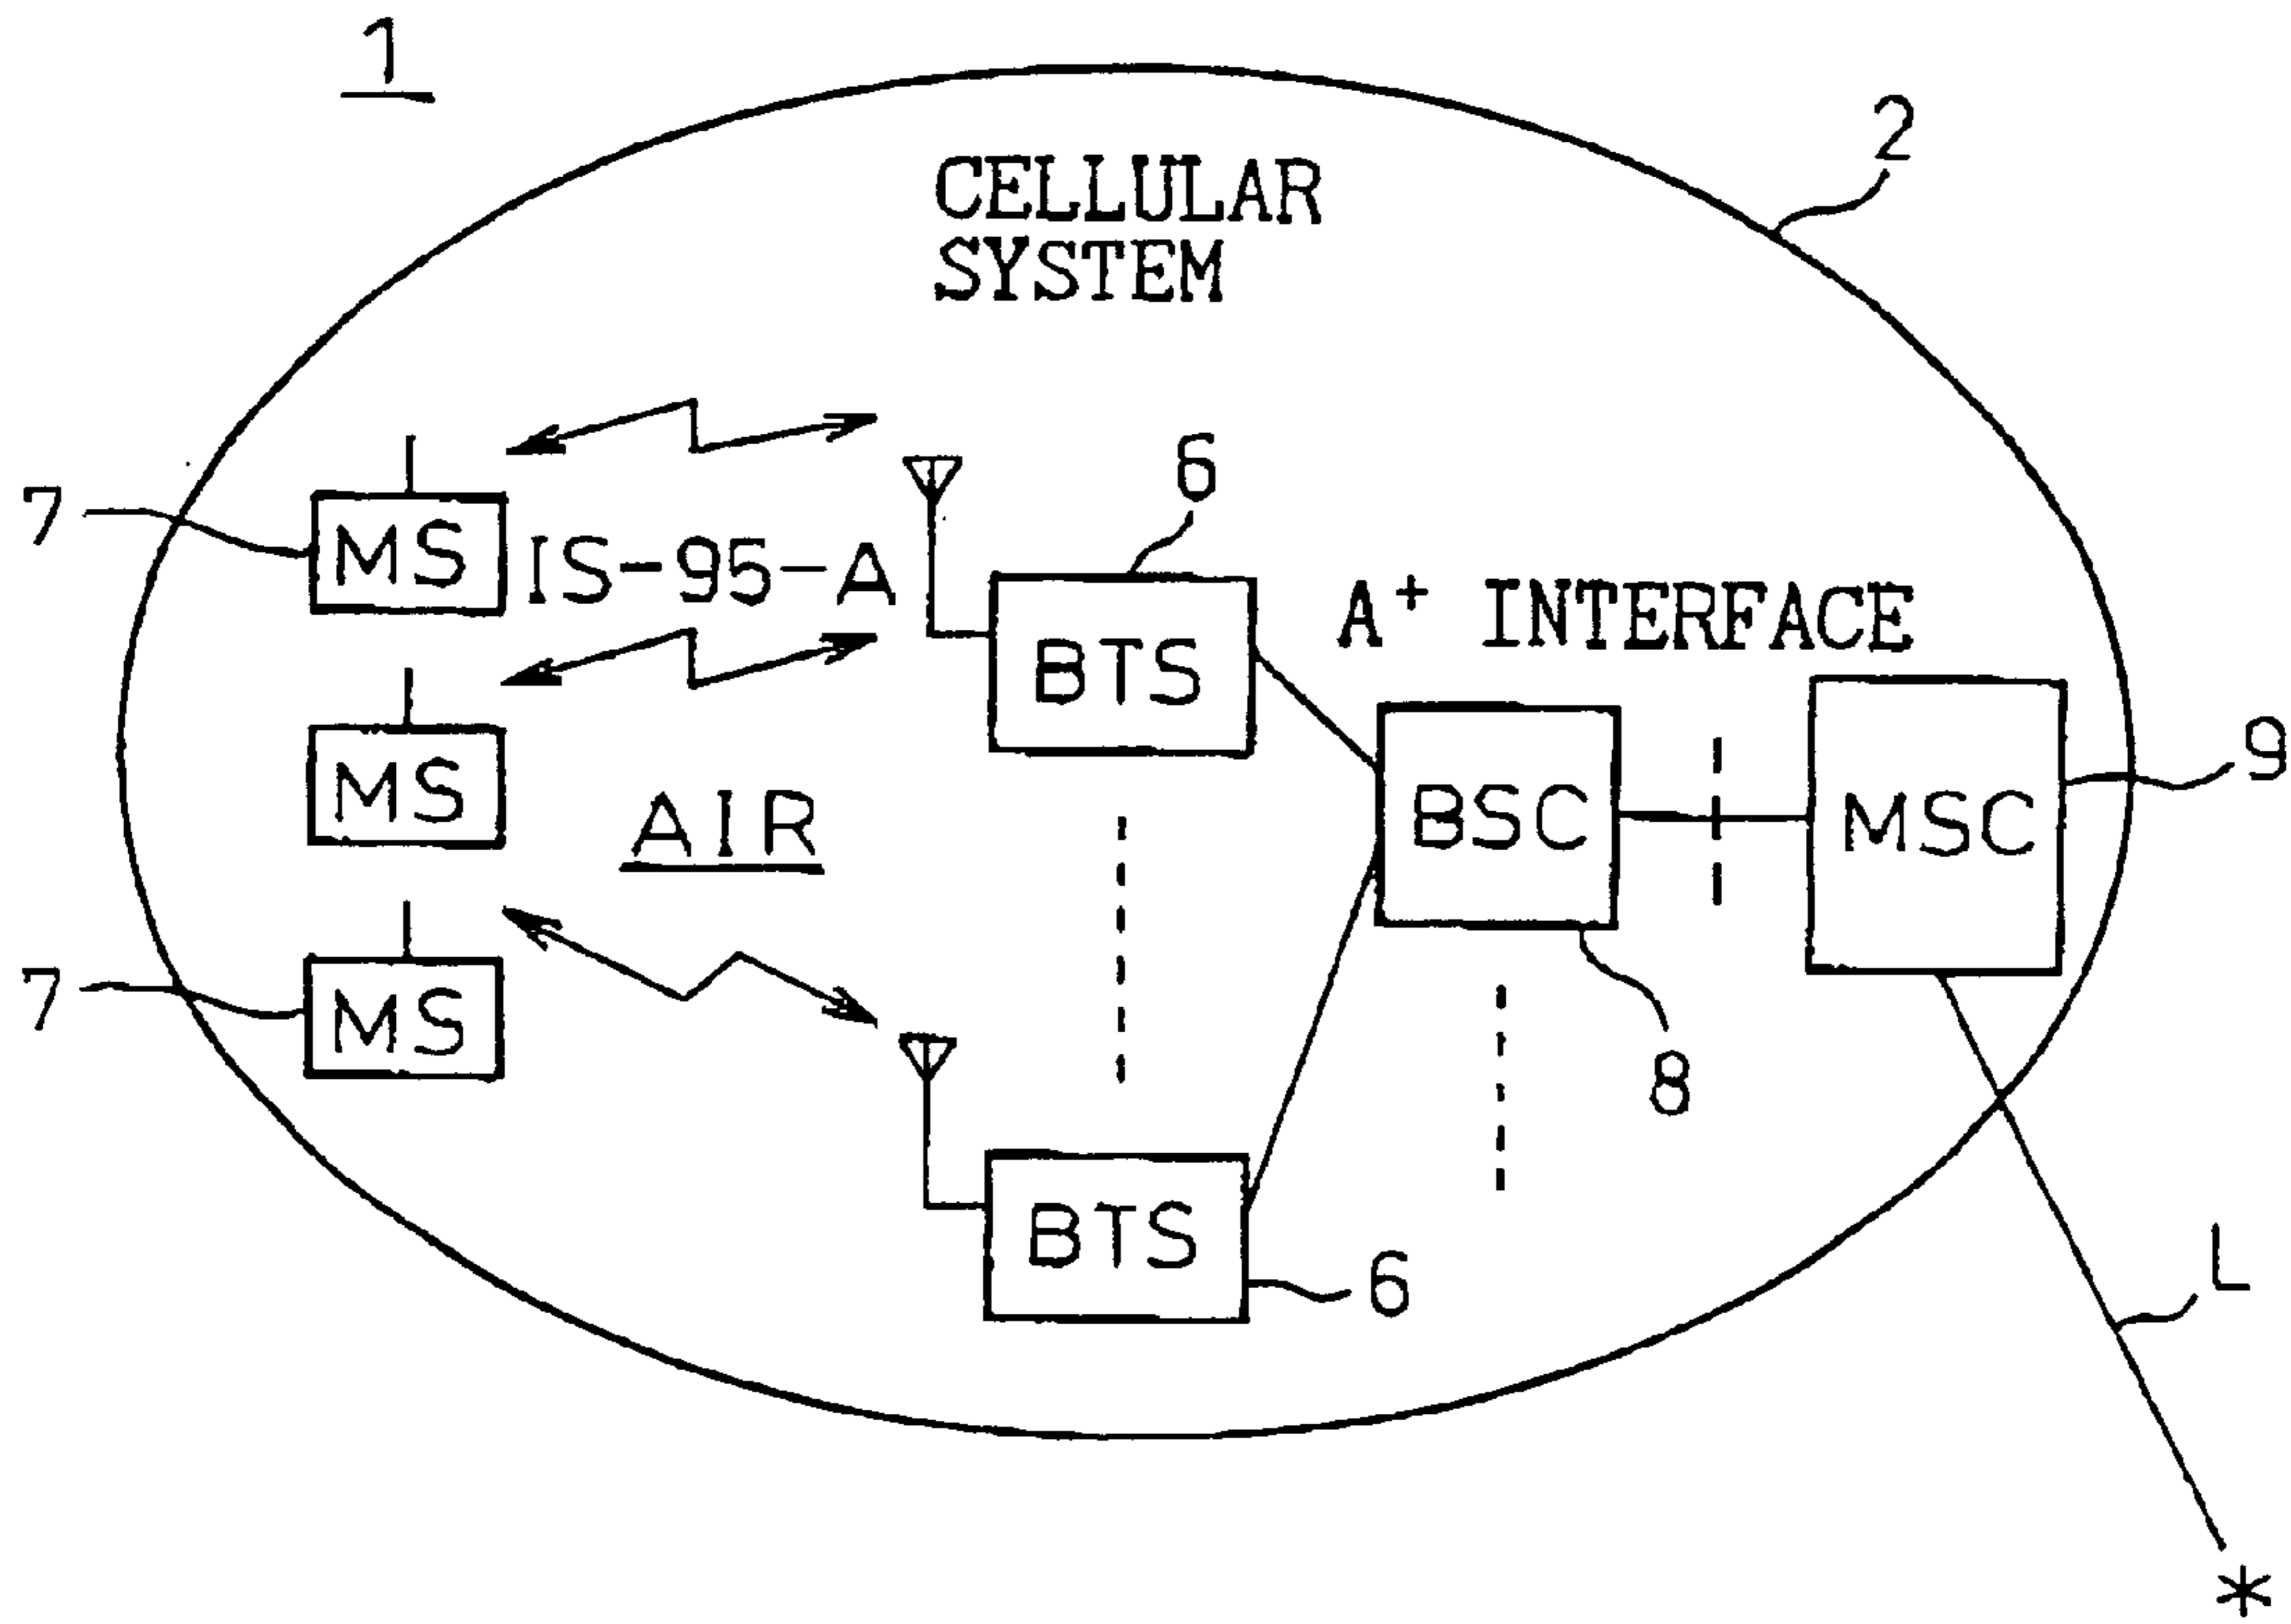 1
2
CELLULAR
SYSTEM
7
MS
IS-95-A
6
BTS
A+ INTERFACE
MS
AIR
BSC
MSC
9
7
MS
8
BTS
6
L
*